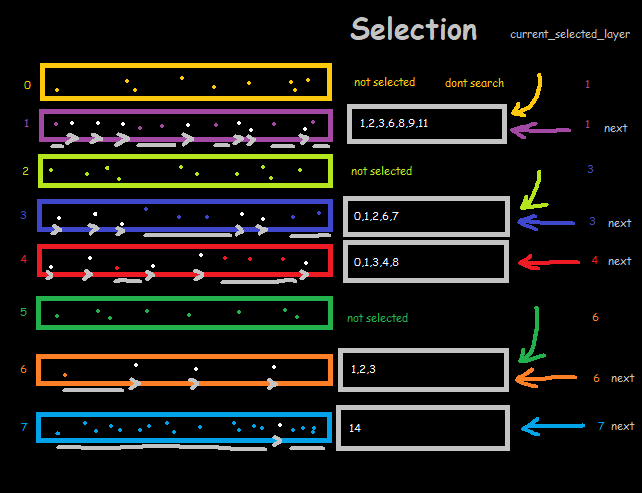 Selection current_selected_layer
0 not selected dont search 1
1 1,2,3,6,8,9,11 1 next
2 not selected 3
3 0,1,2,6,7 3 next
4 0,1,3,4,8 4 next
5 not selected 6
6 1,2,3 6 next
7 14 7 next